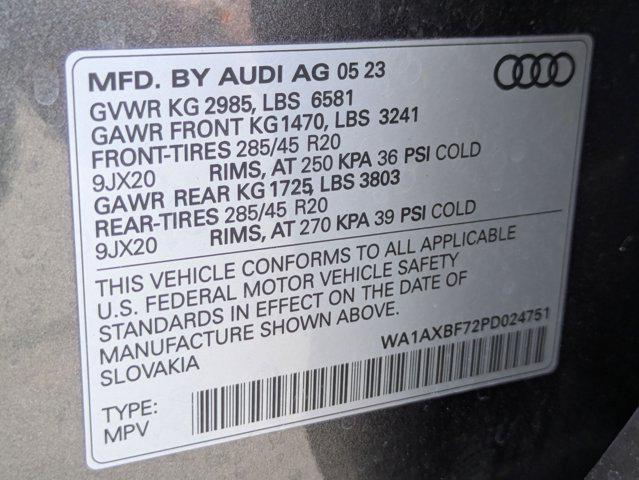 MFD. BY AUDI AG 05 23
GVWR KG 2985, LBS 6581
GAWR FRONT KG1470, LBS 3241
FRONT-TIRES 285/45 R20
9JX20 RIMS, AT 250 KPA 36 PSI COLD
GAWR REAR KG 1725, LBS 3803
REAR-TIRES 285/45 R20
9JX20 RIMS, AT 270 KPA 39 PSI COLD
THIS VEHICLE CONFORMS TO ALL APPLICABLE
U.S. FEDERAL MOTOR VEHICLE SAFETY
STANDARDS IN EFFECT ON THE DATE OF
MANUFACTURE SHOWN ABOVE.
SLOVAKIA
WA1AXBF72PD024751
TYPE:
MPV